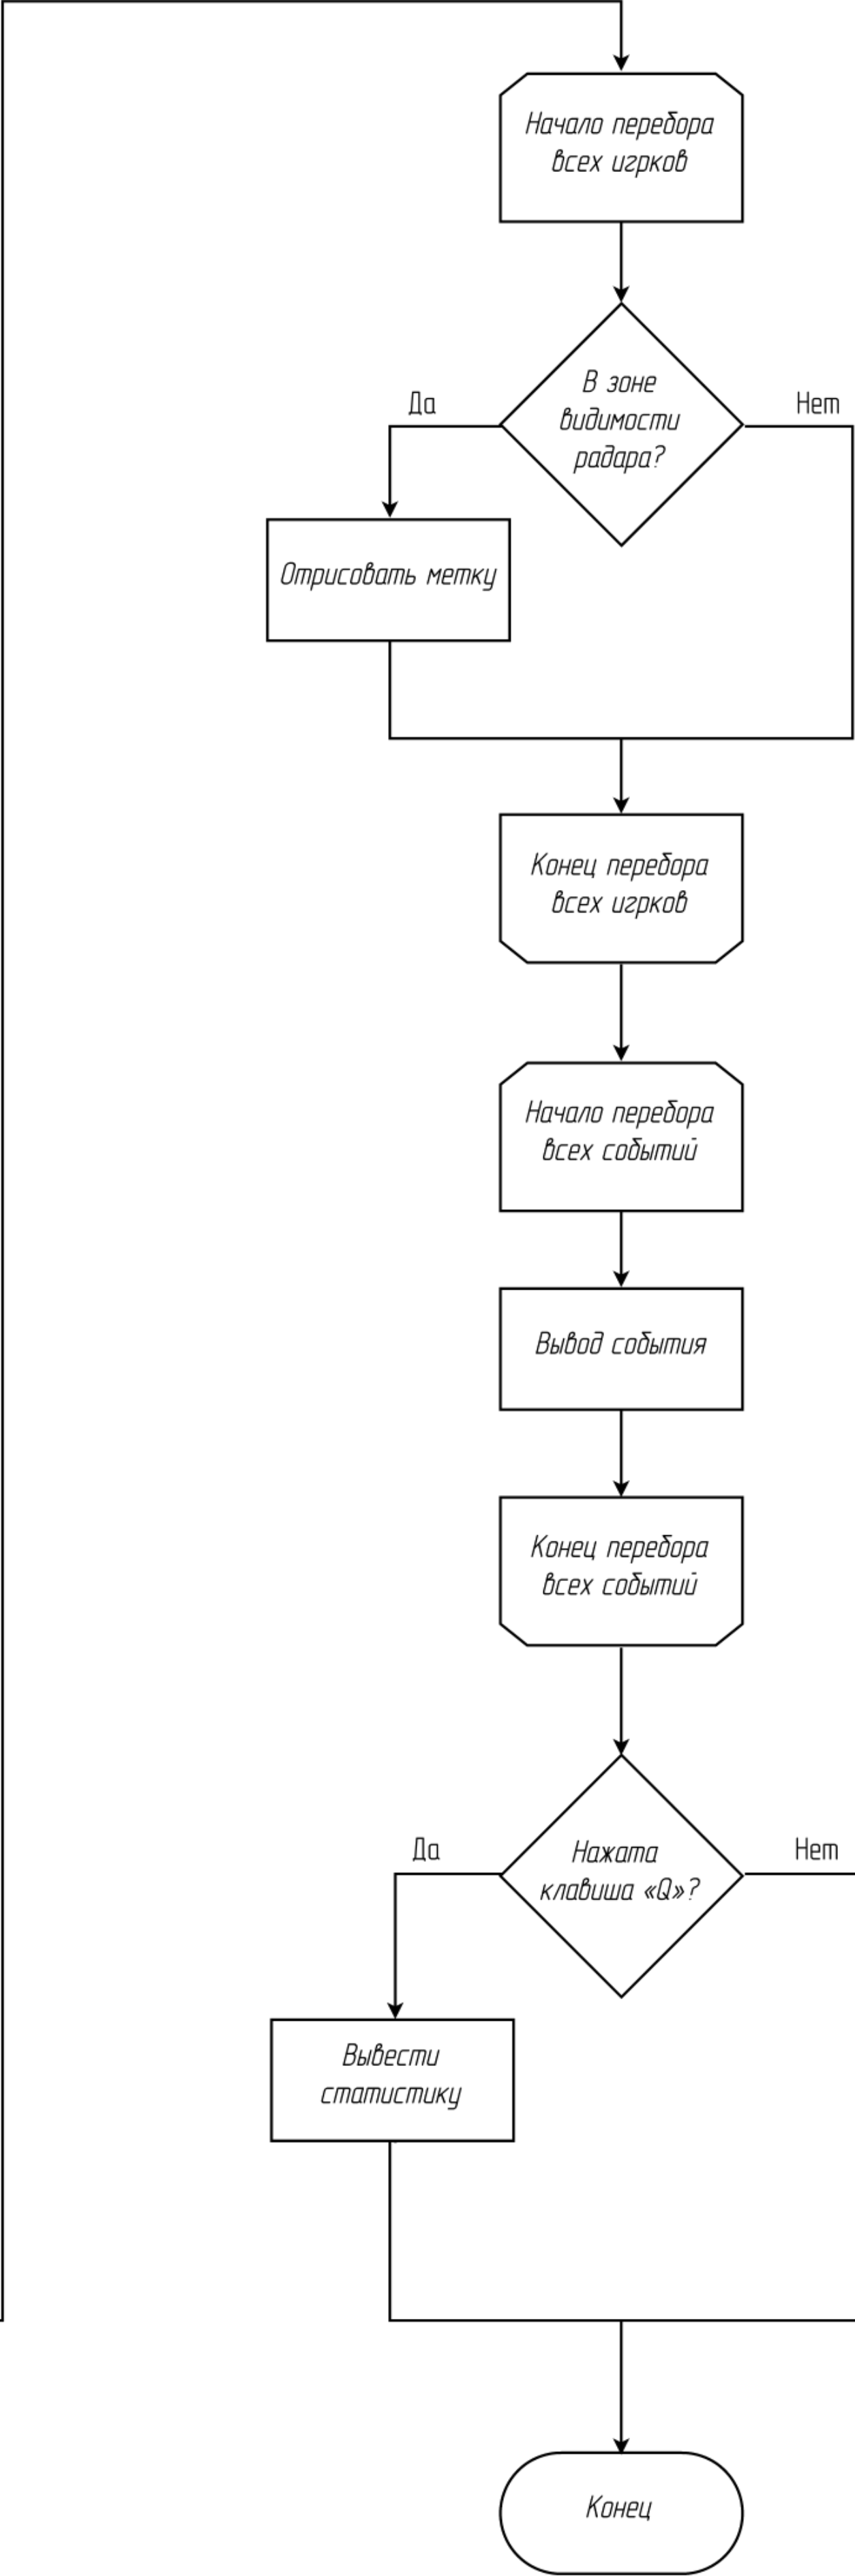 Начало перебора
всех игрков
В зоне
видимости
радара?
Да
Нет
Отрисовать метку
Конец перебора
всех игрков
Начало перебора
всех событий
Вывод события
Конец перебора
всех событий
Нажата
клавиша «Q»?
Да
Нет
Вывести
статистику
Конец